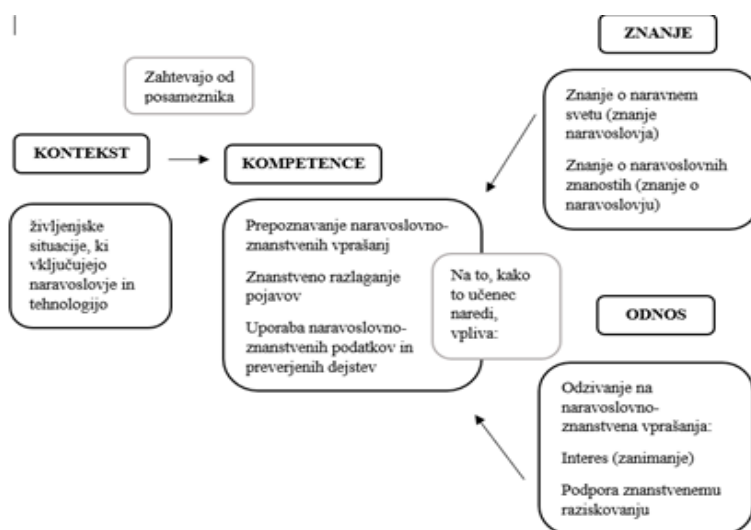 ZNANJE
Zahtevajo od
posameznika
Znanje o naravnem
svetu (znanje
naravoslovja)
Znanje o naravoslovnih
znanostih (znanje o
naravoslovju)
KONTEKST
KOMPETENCE
življenjske
situacije, ki
vključujejo
naravoslovje in
tehnologijo
Prepoznavanje naravoslovno-
znanstvenih vprašanj
Znanstveno razlaganje
pojavov
Uporaba naravoslovno-
znanstvenih podatkov in
preverjenih dejstev
Na to, kako
to učenec
naredi,
vpliva:
ODNOS
Odzivanje na
naravoslovno-
znanstvena vprašanja:
Interes (zanimanje)
Podpora znanstvenemu
raziskovanju